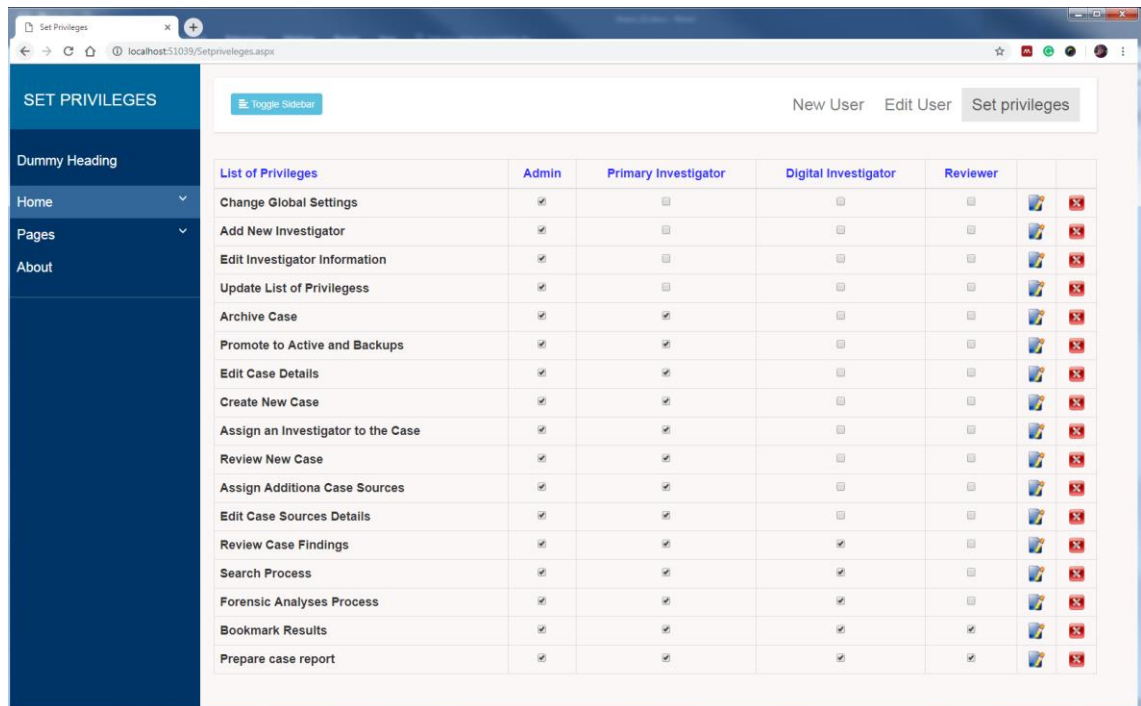 Set Privileges
localhost:51039/Setpriveleges.aspx
SET PRIVILEGES
Toggle Sidebar
New User Edit User Set privileges
Dummy Heading
Home
Pages
About
List of Privileges Admin Primary Investigator Digital Investigator Reviewer
Change Global Settings
Add New Investigator
Edit Investigator Information
Update List of Privilegess
Archive Case
Promote to Active and Backups
Edit Case Details
Create New Case
Assign an Investigator to the Case
Review New Case
Assign Additiona Case Sources
Edit Case Sources Details
Review Case Findings
Search Process
Forensic Analyses Process
Bookmark Results
Prepare case report